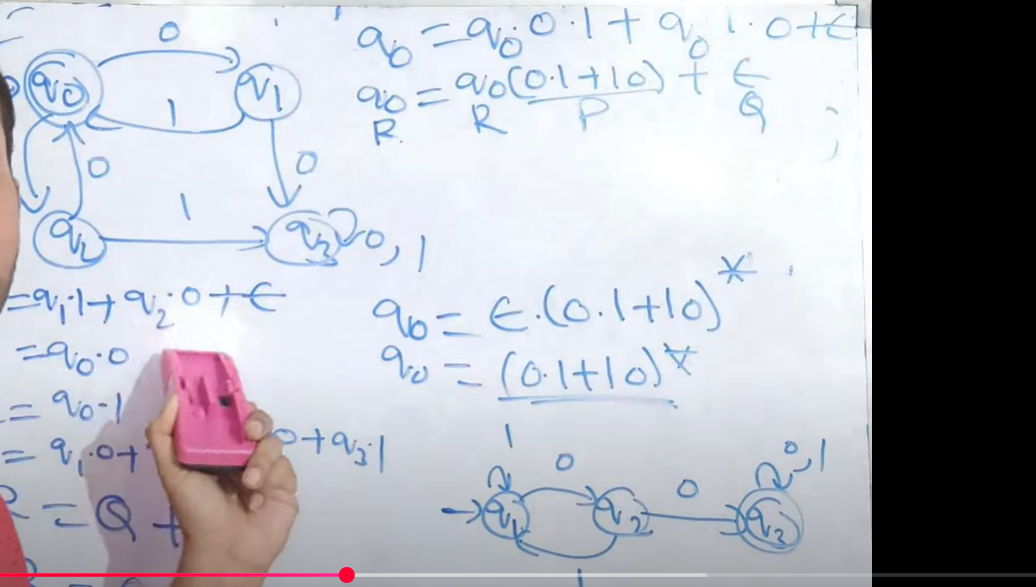 0
q₀ = q₀ 0·1 + q₀ 1·0 + ε
q₀
q₁
q₀ = q₀(0·1+10) + ε
R
R
P
Q
1
0
0
1
q₂
q₃
0,1
= q₁·1 + q₂·0 + ε
q₀ = ε·(0·1+10)*
= q₀·0
q₀ = (0·1+10)*
= q₀·1
= q₁·0+
0+q₃·1
= Q +
1
0
0
0,1
q₁
q₂
q₃
1